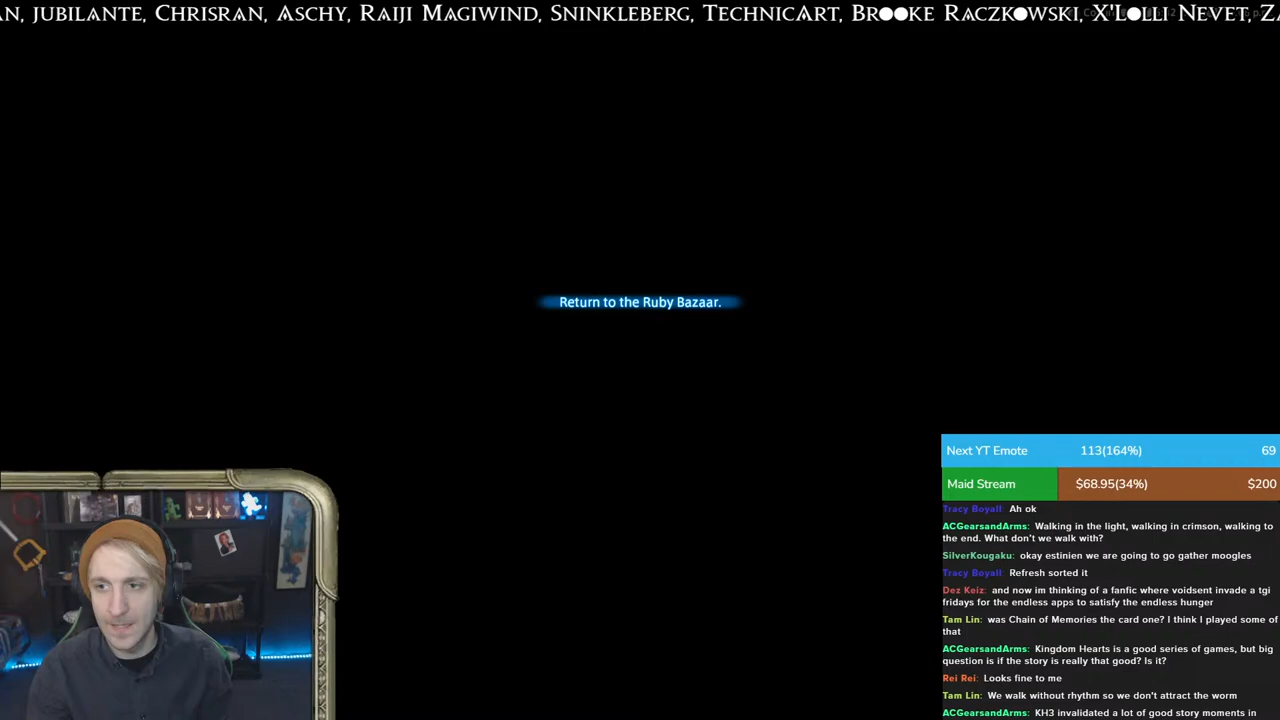 AN, JUBILANTE, CHRISRAN, ASCHY, RAIJI MAGIWIND, SNINKLEBERG, TECHNICART, BR●●KE RACZK●WSKI, X'L●LLI NEVET, ZA
Return to the Ruby Bazaar.
Next YT Emote 113(164%) 69
Maid Stream $68.95(34%) $200
Tracy Boyall: Ah ok
ACGearsandArms: Walking in the light, walking in crimson, walking to
the end. What don't we walk with?
SilverKougaku: okay estinien we are going to go gather moogles
Tracy Boyall: Refresh sorted it
Dez Keiz: and now im thinking of a fanfic where voidsent invade a tgi
fridays for the endless apps to satisfy the endless hunger
Tam Lin: was Chain of Memories the card one? I think I played some of
that
ACGearsandArms: Kingdom Hearts is a good series of games, but big
question is if the story is really that good? Is it?
Rei Rei: Looks fine to me
Tam Lin: We walk without rhythm so we don't attract the worm
ACGearsandArms: KH3 invalidated a lot of good story moments in